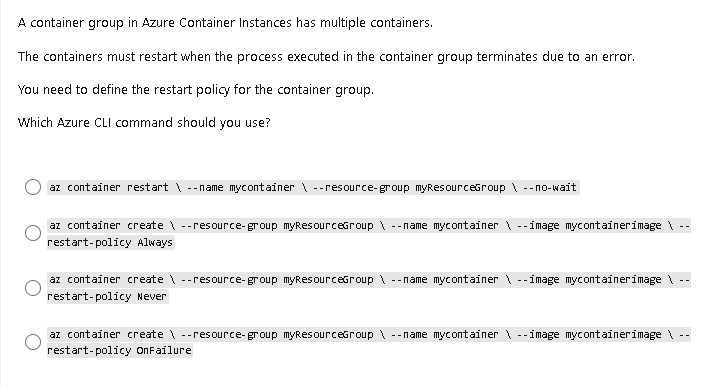 A container group in Azure Container Instances has multiple containers.
The containers must restart when the process executed in the container group terminates due to an error.
You need to define the restart policy for the container group.
Which Azure CLI command should you use?
az container restart \ --name mycontainer \ --resource-group myResourceGroup \ --no-wait
az container create \ --resource-group myResourceGroup \ --name mycontainer \ --image mycontainerimage \ --
restart-policy Always
az container create \ --resource-group myResourceGroup \ --name mycontainer \ --image mycontainerimage \ --
restart-policy Never
az container create \ --resource-group myResourceGroup \ --name mycontainer \ --image mycontainerimage \ --
restart-policy OnFailure